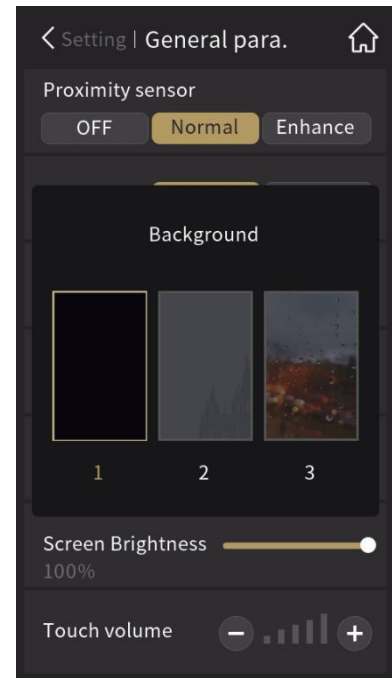 Setting | General para.
Proximity sensor
OFF Normal Enhance
Background
1 2 3
Screen Brightness
100%
Touch volume